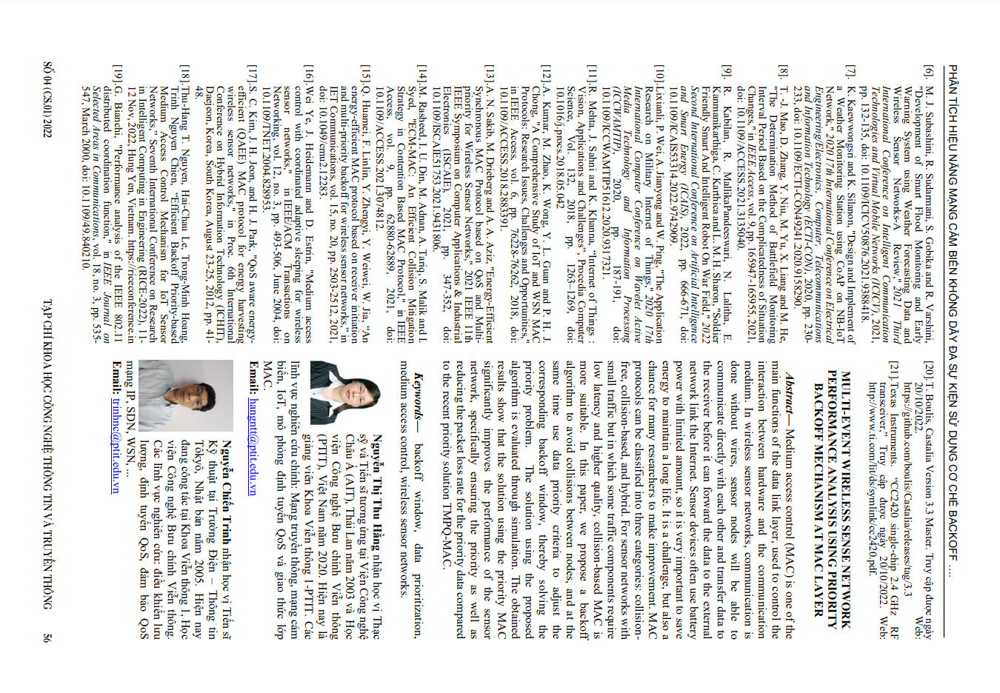 PHÂN TÍCH HIỆU NĂNG MẠNG CẢM BIẾN KHÔNG DÂY ĐA SỰ KIỆN SỬ DỤNG CƠ CHẾ BACKOFF ....
[6]. M. J. Subashini, R. Sudarmani, S. Gobika and R. Varshini,
"Development of Smart Flood Monitoring and Early
Warning System using Weather Forecasting Data and
Wireless Sensor Networks-A Review," 2021 Third
International Conference on Intelligent Communication
Technologies and Virtual Mobile Networks (ICICV), 2021,
pp. 132-135, doi: 10.1109/ICICV50876.2021.9388418.
[7]. K. Kaewwongsri and K. Silanon, "Design and Implement of
a Weather Monitoring Station using CoAP on NB-IoT
Network," 2020 17th International Conference on Electrical
Engineering/Electronics, Computer, Telecommunications
and Information Technology (ECTI-CON), 2020, pp. 230-
233, doi: 10.1109/ECTI-CON49241.2020.9158290.
[8]. T. -J. Mao, D. Zhang, Y. Niu, M. Yu, X. Liang and M. He,
"The Determination Method of Battlefield Monitoring
Interval Period Based on the Complicatedness of Situation
Changes," in IEEE Access, vol. 9, pp. 165947-165955, 2021,
doi: 10.1109/ACCESS.2021.3135040.
[9]. R. Kabilan, R. MallikaPandeeswari, N. Lalitha, E.
Kanmanikarthiga, C. Karthica and L. M. H. Sharon, "Soldier
Friendly Smart And Intelligent Robot On War Field," 2022
Second International Conference on Artificial Intelligence
and Smart Energy (ICAIS), 2022, pp. 666-671, doi:
10.1109/ICAIS53314.2022.9742909.
[10].Lixiauli, P. Wei, A. Jianyong and W. Ping, "The Application
Research on Military Internet of Things," 2020 17th
International Computer Conference on Wavelet Active
Media Technology and Information Processing
(ICCWAMTIP), 2020, pp. 187-191, doi:
10.1109/ICCWAMTIP51612.2020.9317321.
[11].R. Mehta, J. Sahni and K. Khanna, "Internet of Things :
Vision, Applications and Challenges", Procedia Computer
Science, Vol. 132, 2018, pp. 1263–1269, doi:
10.1016/j.procs.2018.05.042
[12].A. Kumar, M. Zhao, K. Wong, Y. L. Guan and P. H. J.
Chong, "A Comprehensive Study of IoT and WSN MAC
Protocols: Research Issues, Challenges and Opportunities,"
in IEEE Access, vol. 6, pp. 76228-76262, 2018, doi:
10.1109/ACCESS.2018.2883391.
[13].A. N. Sakib, M. Drieberg and A. A. Aziz, "Energy-Efficient
Synchronous MAC Protocol based on QoS and Multi-
priority for Wireless Sensor Networks," 2021 IEEE 11th
IEEE Symposium on Computer Applications & Industrial
Electronics (ISCAIE), 2021, pp. 347-352, doi:
10.1109/ISCAIE51753.2021.9431806.
[14].M. Rasheed, I. U. Din, M. Adnan, A. Tariq, S. Malik and I.
Syed, "ECM-MAC: An Efficient Collision Mitigation
Strategy in Contention Based MAC Protocol," in IEEE
Access, vol. 9, pp. 62880-62889, 2021, doi:
10.1109/ACCESS.2021.3074812.
[15].Q. Huamei, F. Linlin, Y. Zhengyi, Y. Weiwei, W. Jia, "An
energy-efficient MAC protocol based on receiver initiation
and multi-priority backoff for wireless sensor networks,"
IET Communications, vol. 15, no. 20, pp. 2503-2512, 2021,
doi: 10.1049/cmu2.12283.
[16].Wei Ye, J. Heidemann and D. Estrin, "Medium access
control with coordinated adaptive sleeping for wireless
sensor networks," in IEEE/ACM Transactions on
Networking, vol. 12, no. 3, pp. 493-506, June 2004, doi:
10.1109/TNET.2004.828953.
[17].S. C. Kim, J. H. Jeon, and H. J. Park, "QoS aware energy-
efficient (QAEE) MAC protocol for energy harvesting
wireless sensor networks," in Proc. 6th International
Conference on Hybrid Information Technology (ICHIT),
Daejeon, Korea, South Korea, August 23-25, 2012, pp. 41-
48.
[18].Thu-Hang T. Nguyen, Hai-Chau Le, Trong-Minh Hoang,
Trinh Nguyen Chien, "Efficient Backoff Priority-based
Medium Access Control Mechanism for IoT Sensor
Networks," Seventh International Conference on Research
in Intelligent Computing in Engineering (RICE-2022), 11-
12 Nov, 2022, Hung Yen, Vietnam. https://riceconference.in
[19].G. Bianchi, "Performance analysis of the IEEE 802.11
distributed coordination function," in IEEE Journal on
Selected Areas in Communications, vol. 18, no. 3, pp. 535-
547, March 2000, doi: 10.1109/49.840210.
[20].T. Boulis, Castalia Version 3.3 Master. Truy cập được ngày
20/10/2022. Web:
https://github.com/boulis/Castalia/releases/tag/3.3
[21].Texas Instruments. "CC2420 single-chip 2.4 GHz RF
transceiver," Truy cập được ngày 20/10/2022. Web:
http://www.ti.com/lit/ds/symlink/cc2420.pdf.
MULTI-EVENT WIRELESS SENSE NETWORK
PERFORMANCE ANALYSIS USING PRIORITY
BACKOFF MECHANISM AT MAC LAYER
Abstract— Medium access control (MAC) is one of the
main functions of the data link layer, used to control the
interaction between hardware and the communication
medium. In wireless sensor networks, communication is
done without wires, sensor nodes will be able to
communicate directly with each other and transfer data to
the receiver before it can forward the data to the external
network link the Internet. Sensor devices often use battery
power with limited amount, so it is very important to save
energy to maintain a long life. It is a challenge, but also a
chance for many researchers to make improvement. MAC
protocols can be classified into three categories: collision-
free, collision-based, and hybrid. For sensor networks with
small traffic but in which some traffic components require
low latency and higher quality, collision-based MAC is
more suitable. In this paper, we propose a backoff
algorithm to avoid collisions between nodes, and at the
same time use data priority criteria to adjust the
corresponding backoff window, thereby solving the
priority problem. The solution using the proposed
algorithm is evaluated through simulation. The obtained
results show that the solution using the priority MAC
significantly improves the performance of the sensor
network, specifically ensuring the priority as well as
reducing the packet loss rate for the priority data compared
to the recent priority solution TMPQ-MAC.
Keywords— backoff window, data prioritization,
medium access control, wireless sensor networks.
Nguyễn Thị Thu Hằng nhận học vị Thạc
sỹ và Tiến sĩ tương ứng tại Viện Công nghệ
Châu Á (AIT), Thái Lan năm 2003 và Học
viện Công nghệ Bưu chính Viễn thông
(PTIT), Việt Nam năm 2020. Hiện nay là
giảng viên Khoa Viễn thông 1-PTIT. Các
lĩnh vực nghiên cứu chính: Mạng truyền thông, mạng cảm
biến, IoT, mô phỏng định tuyến QoS và giao thức lớp
MAC.
Email: hangntt@ptit.edu.vn
Nguyễn Chiến Trinh nhận học vị Tiến sĩ
Kỹ thuật tại Trường Điện – Thông tin
Tôkyô, Nhật bản năm 2005. Hiện nay
đang công tác tại Khoa Viễn thông 1, Học
viện Công nghệ Bưu chính Viễn thông.
Các lĩnh vực nghiên cứu: điều khiển lưu
lượng, định tuyến QoS, đảm bảo QoS
mạng IP, SDN, WSN, ...
Email: trinhnc@ptit.edu.vn
SỐ 04 (CS.01) 2022 TẠP CHÍ KHOA HỌC CÔNG NGHỆ THÔNG TIN VÀ TRUYỀN THÔNG 56